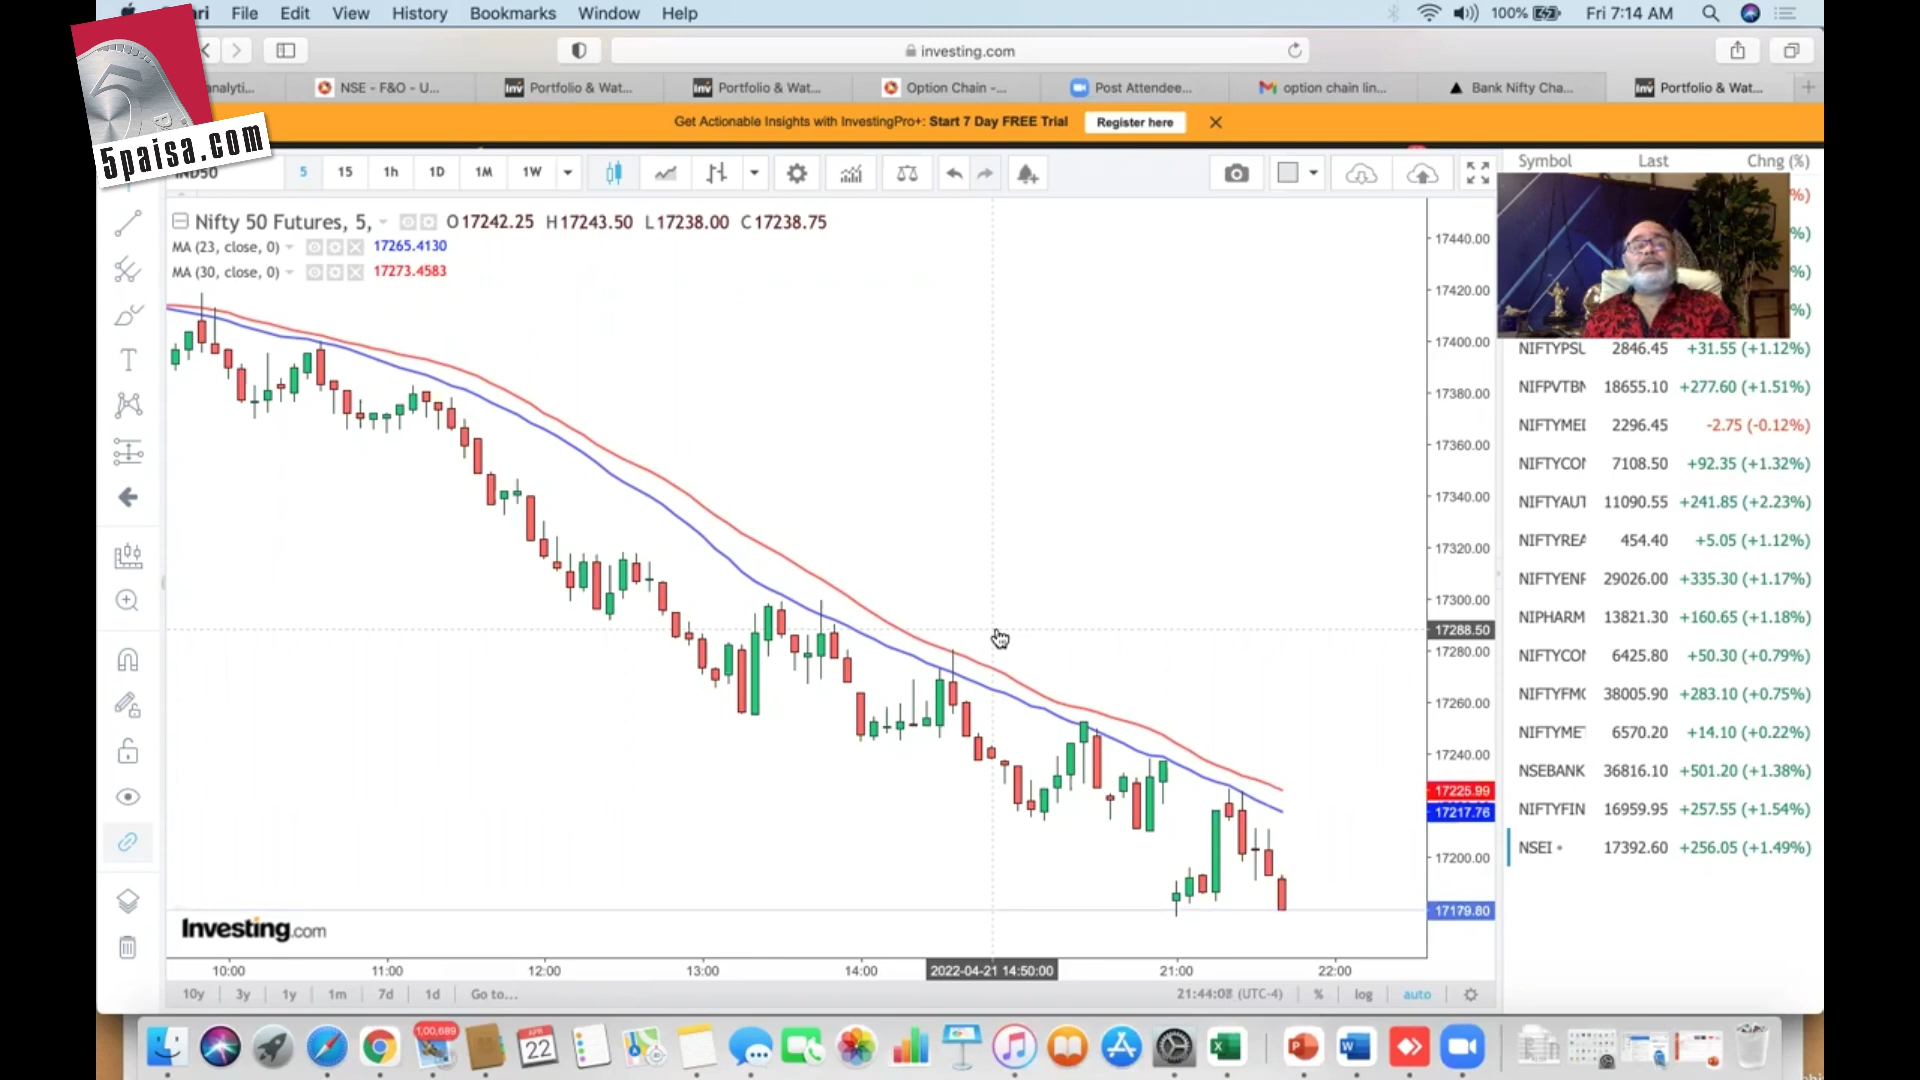 File Edit View History Bookmarks Window Help 100% Fri 7:14 AM
investing.com
NSE - F&O - U... Portfolio & Wat... Portfolio & Wat... Option Chain -... Post Attendee... option chain lin... Bank Nifty Cha... Portfolio & Wat...
Get Actionable Insights with InvestingPro+: Start 7 Day FREE Trial Register here
5paisa.com
5 15 1h 1D 1M 1W
Symbol Last Chng (%)
Nifty 50 Futures, 5, O17242.25 H17243.50 L17238.00 C17238.75
MA (23, close, 0) 17265.4130
MA (30, close, 0) 17273.4583
17440.00
17420.00
17400.00
17380.00
17360.00
17340.00
17320.00
17300.00
17288.50
17280.00
17260.00
17240.00
17225.99
17217.76
17200.00
17179.80
NIFTYPSU 2846.45 +31.55 (+1.12%)
NIFPVTBN 18655.10 +277.60 (+1.51%)
NIFTYMEI 2296.45 -2.75 (-0.12%)
NIFTYCOI 7108.50 +92.35 (+1.32%)
NIFTYAUT 11090.55 +241.85 (+2.23%)
NIFTYREA 454.40 +5.05 (+1.12%)
NIFTYENF 29026.00 +335.30 (+1.17%)
NIPHARM 13821.30 +160.65 (+1.18%)
NIFTYCOI 6425.80 +50.30 (+0.79%)
NIFTYFMC 38005.90 +283.10 (+0.75%)
NIFTYMET 6570.20 +14.10 (+0.22%)
NSEBANK 36816.10 +501.20 (+1.38%)
NIFTYFIN 16959.95 +257.55 (+1.54%)
NSEI 17392.60 +256.05 (+1.49%)
Investing.com
10:00 11:00 12:00 13:00 14:00 2022-04-21 14:50:00 21:00 22:00
10y 3y 1y 1m 7d 1d Go to... (UTC-4) % log auto
1,00,689
APR
22